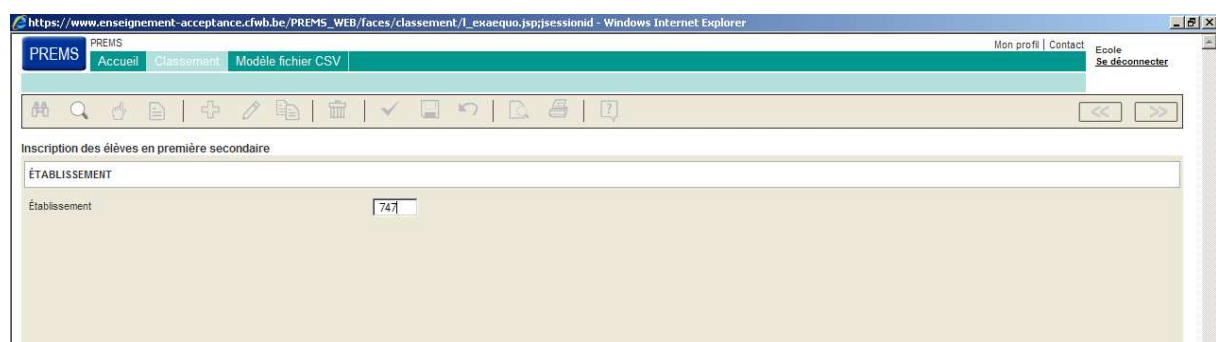 https://www.enseignement-acceptance.cfwb.be/PREMS_WEB/faces/classement/l_exaequo.jsp;jsessionid - Windows Internet Explorer
PREMS
PREMS
Mon profil | Contact
Ecole
Accueil Classement Modèle fichier CSV
Se déconnecter
<< >>
Inscription des élèves en première secondaire
ÉTABLISSEMENT
Établissement 747